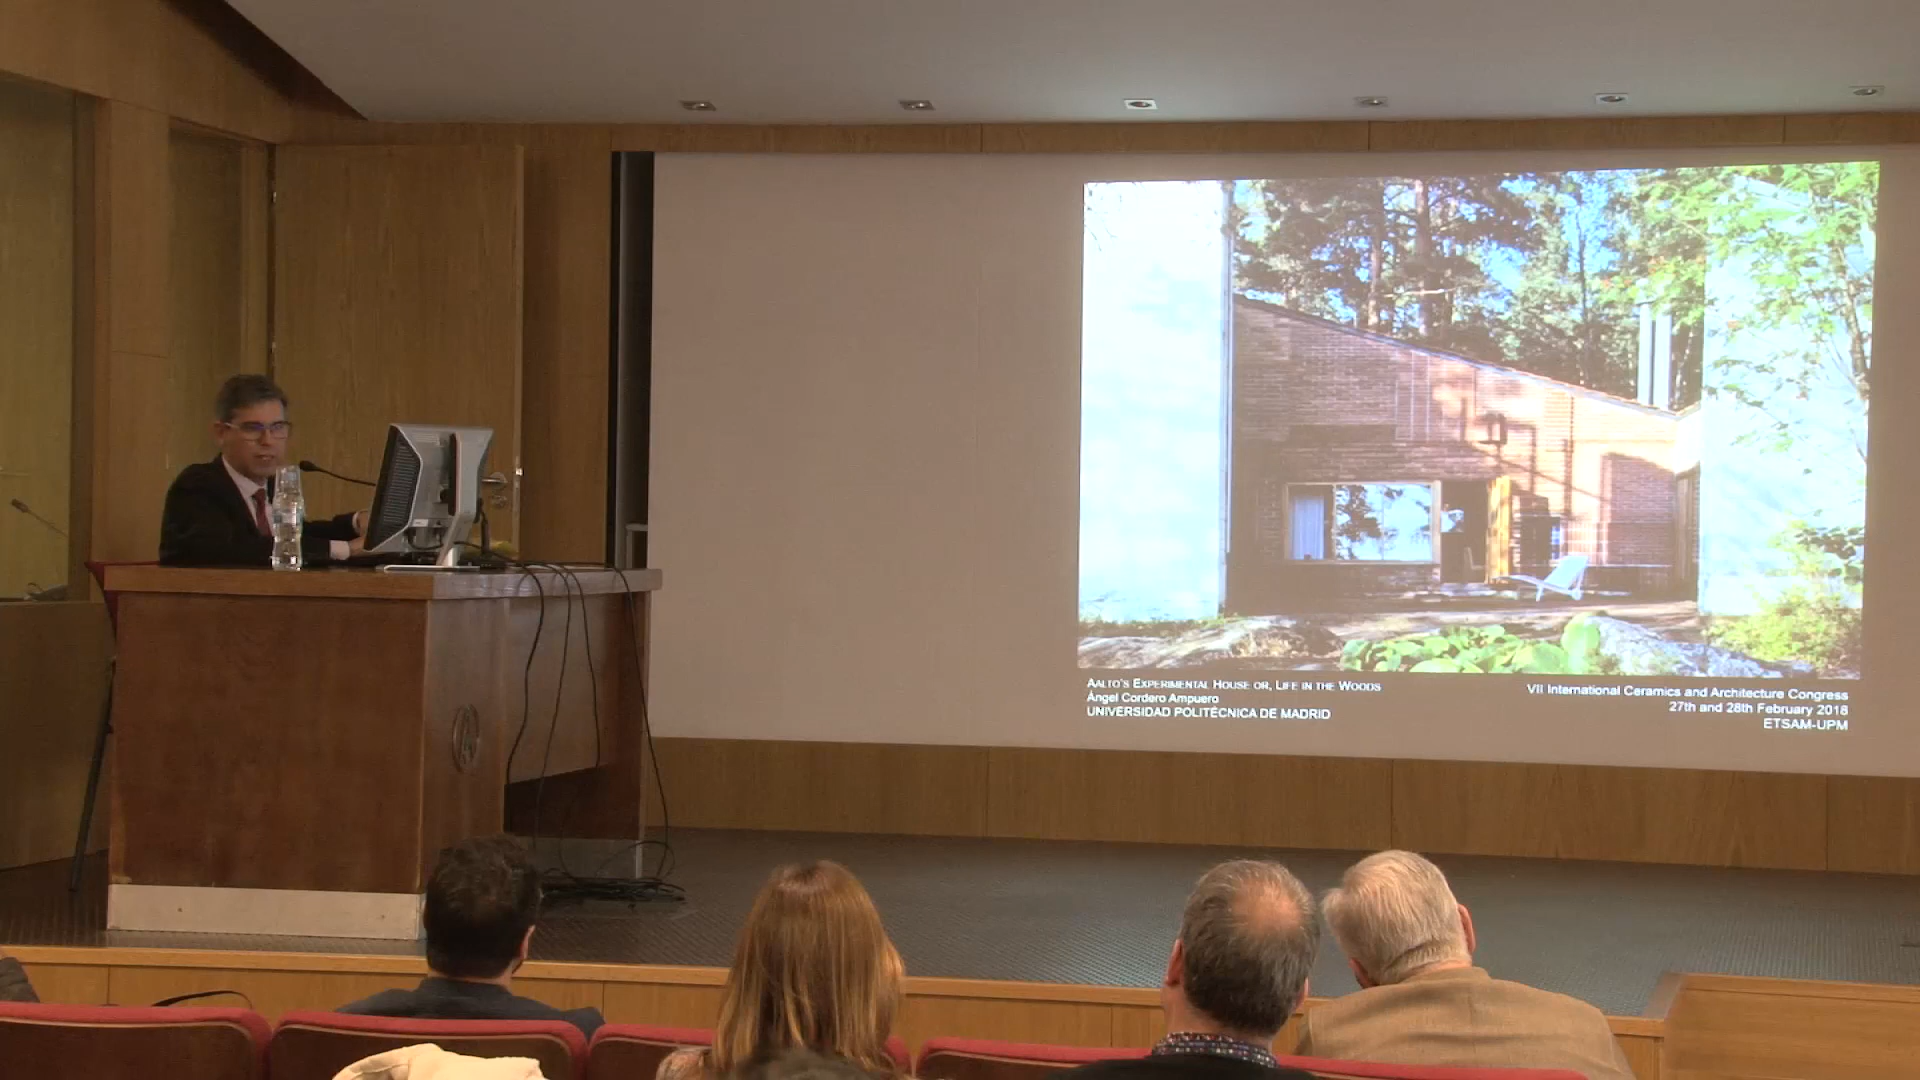 AALTO'S EXPERIMENTAL HOUSE OR, LIFE IN THE WOODS
Ángel Cordero Ampuero
UNIVERSIDAD POLITÉCNICA DE MADRID
VII International Ceramics and Architecture Congress
27th and 28th February 2018
ETSAM-UPM